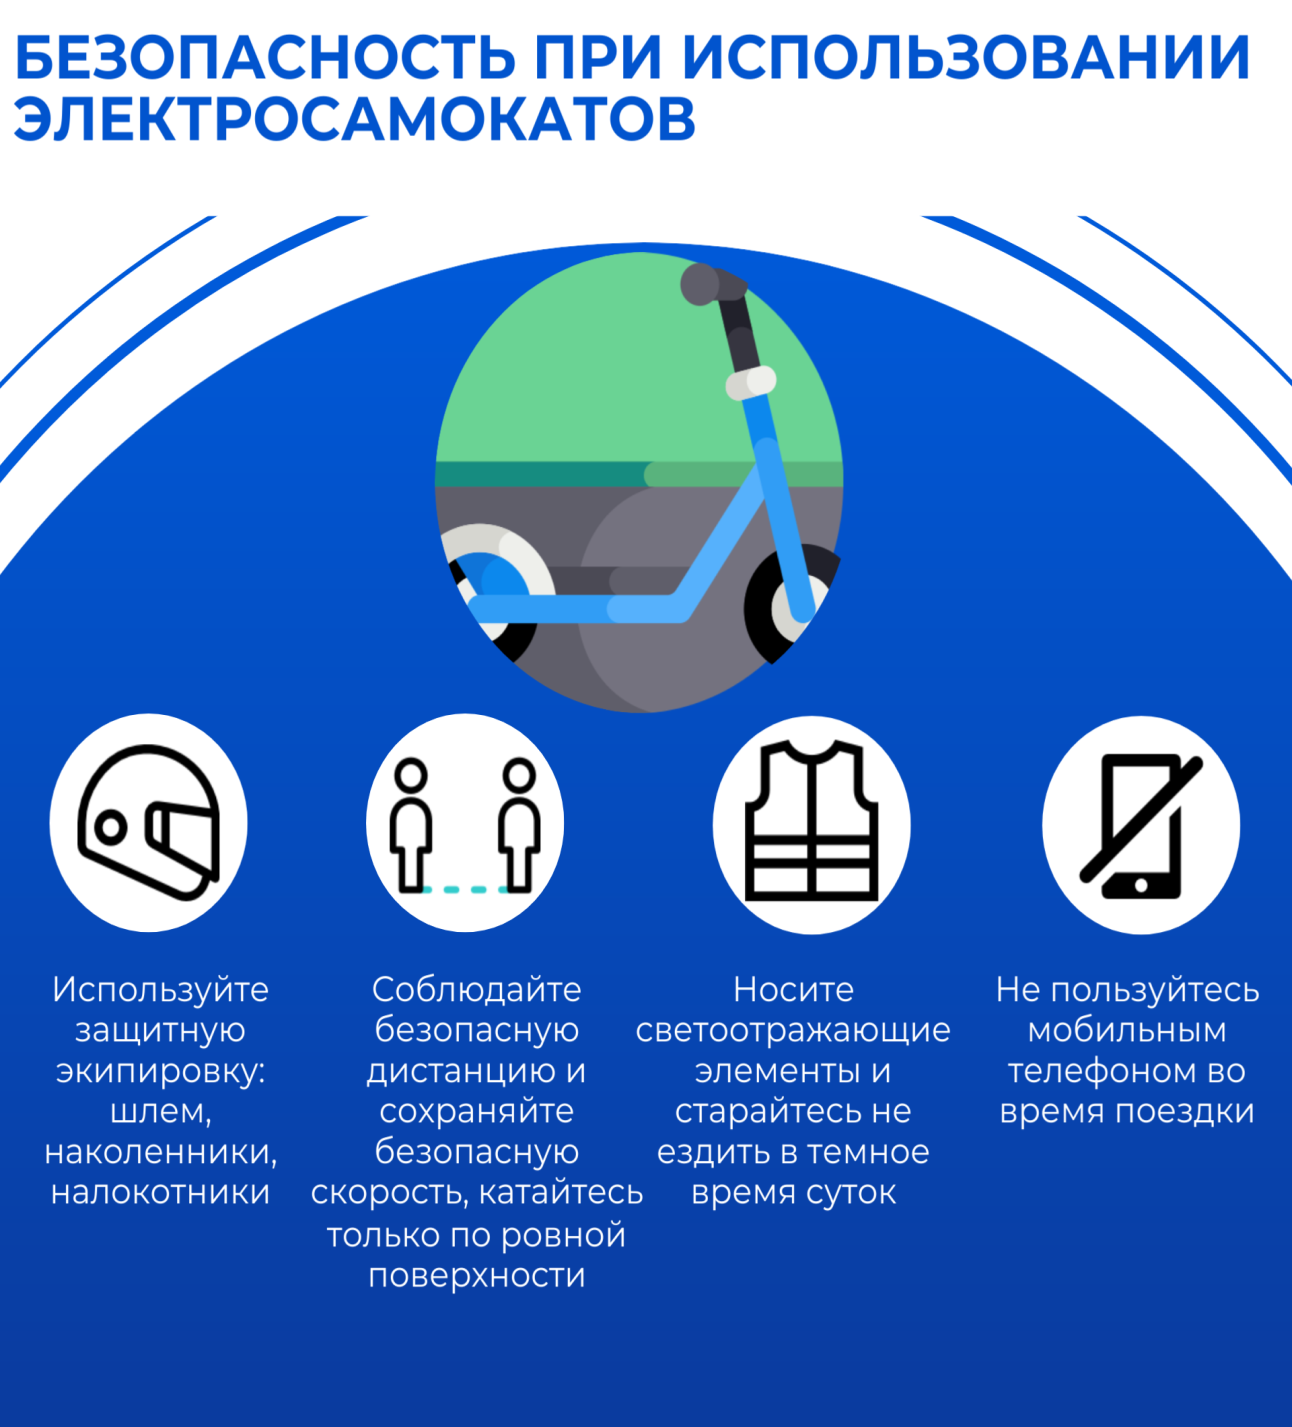 БЕЗОПАСНОСТЬ ПРИ ИСПОЛЬЗОВАНИИ
ЭЛЕКТРОСАМОКАТОВ
Используйте
защитную
экипировку:
шлем,
наколенники,
налокотники
Соблюдайте
безопасную
дистанцию и
сохраняйте
безопасную
скорость, катайтесь
только по ровной
поверхности
Носите
светоотражающие
элементы и
старайтесь не
ездить в темное
время суток
Не пользуйтесь
мобильным
телефоном во
время поездки